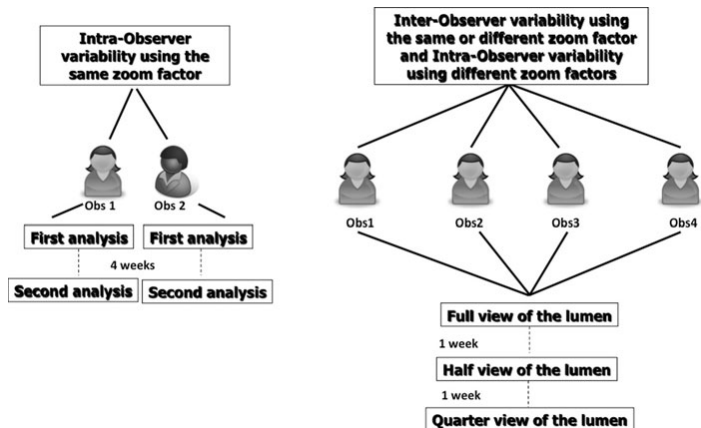 Intra-Observer
variability using the
same zoom factor
Obs 1
Obs 2
First analysis
First analysis
4 weeks
Second analysis
Second analysis
Inter-Observer variability using
the same or different zoom factor
and Intra-Observer variability
using different zoom factors
Obs1
Obs2
Obs3
Obs4
Full view of the lumen
1 week
Half view of the lumen
1 week
Quarter view of the lumen